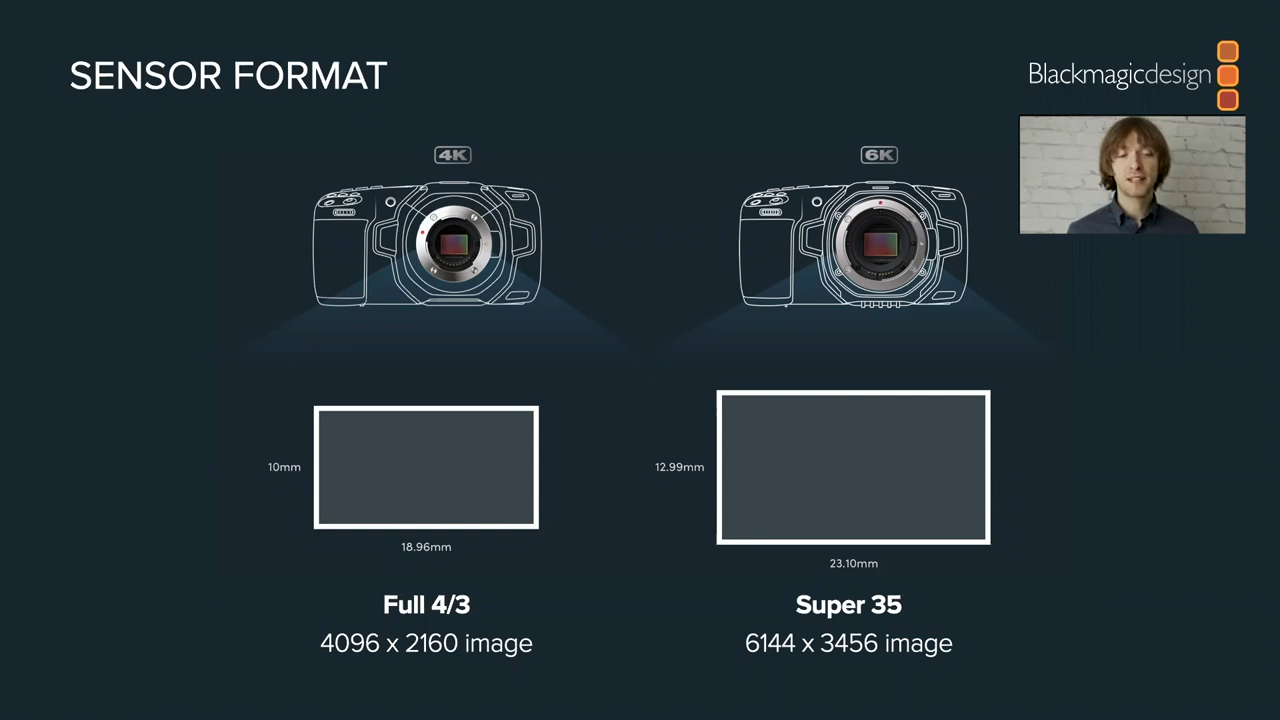 SENSOR FORMAT
Blackmagicdesign
4K
6K
10mm
18.96mm
12.99mm
23.10mm
Full 4/3
4096 x 2160 image
Super 35
6144 x 3456 image